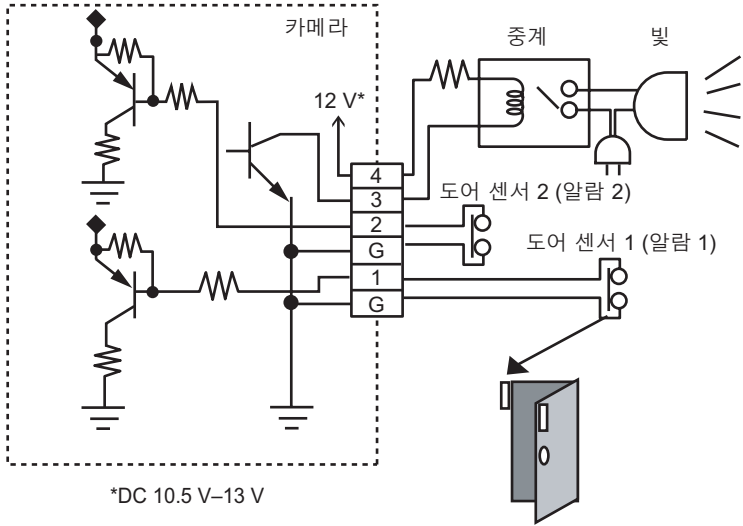 카메라
중계
빛
12 V*
4
3
2
G
1
G
도어 센서 2 (알람 2)
도어 센서 1 (알람 1)
*DC 10.5 V–13 V